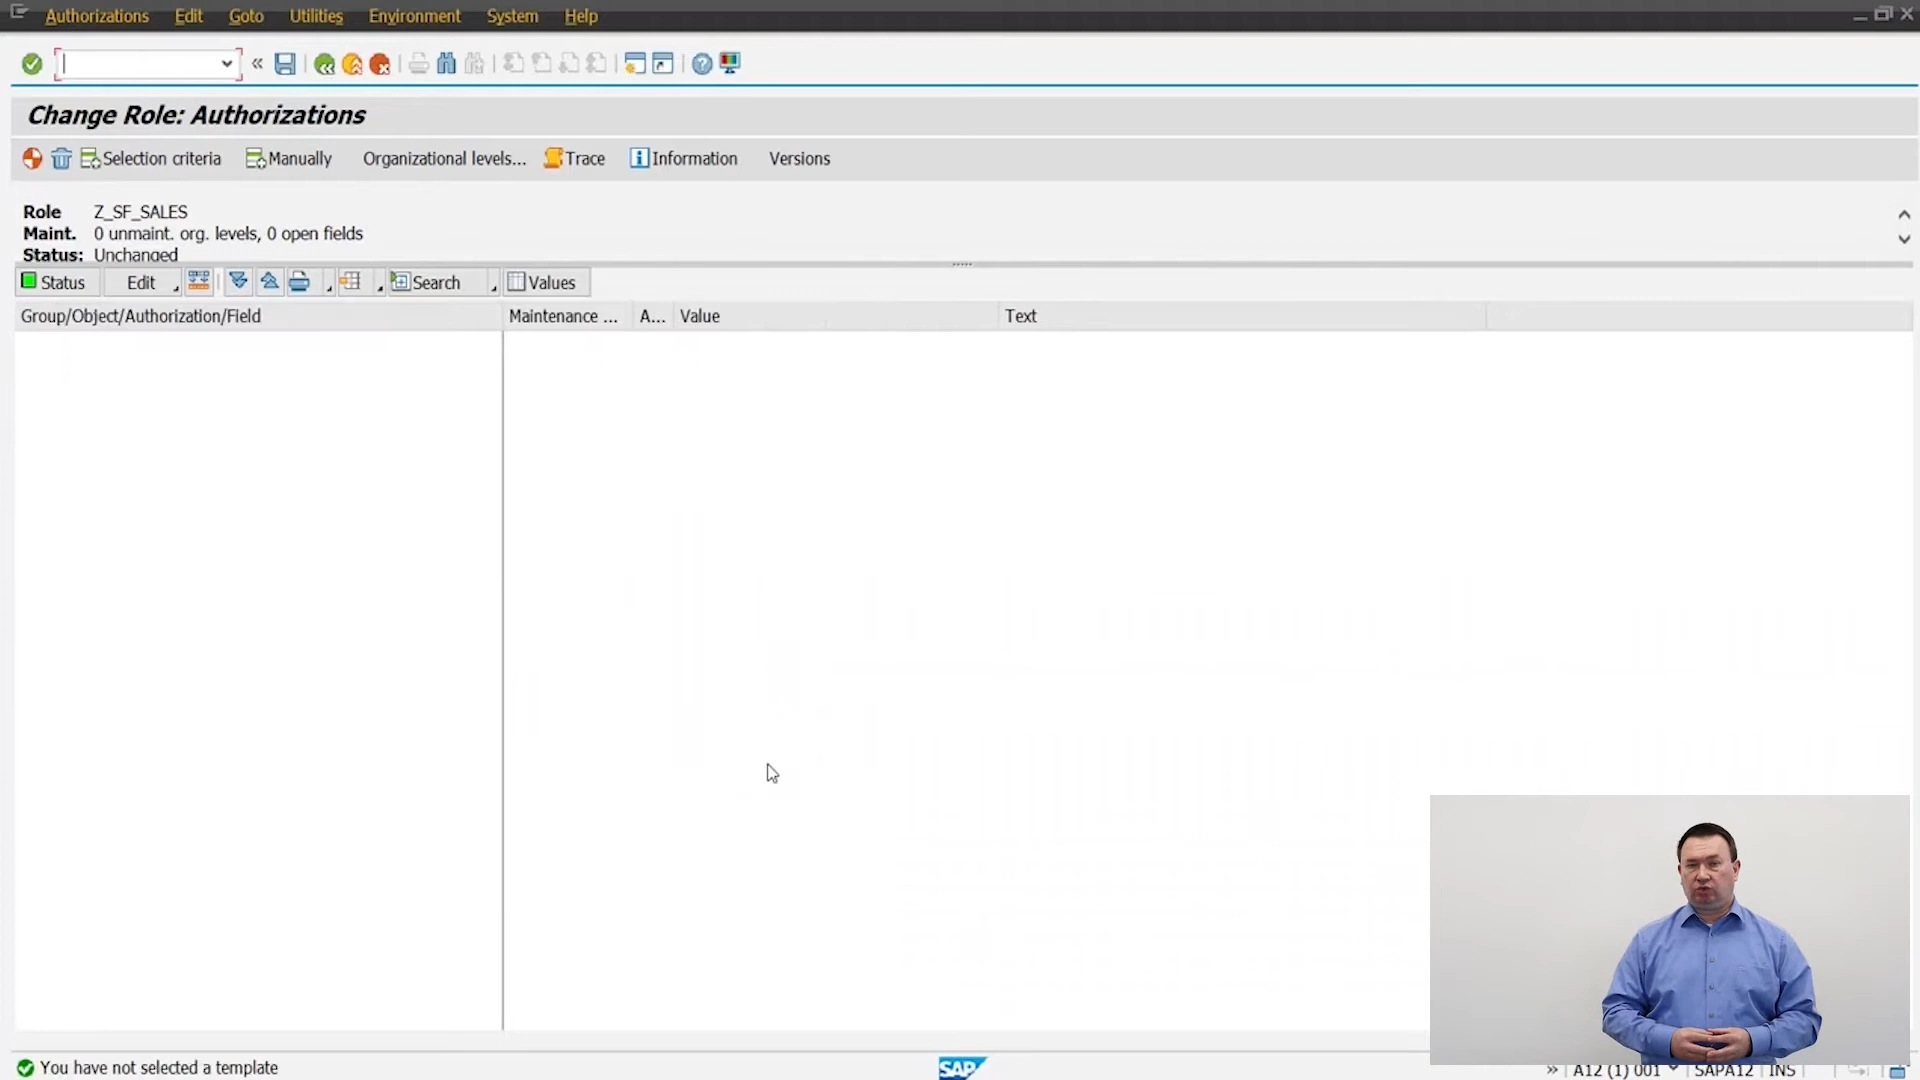 Authorizations Edit Goto Utilities Environment System Help
Change Role: Authorizations
Selection criteria Manually Organizational levels... Trace Information Versions
Role Z_SF_SALES
Maint. 0 unmaint. org. levels, 0 open fields
Status: Unchanged
Status Edit Search Values
Group/Object/Authorization/Field Maintenance ... A... Value Text
You have not selected a template
SAP
A12 (1) 001 SAPA12 INS